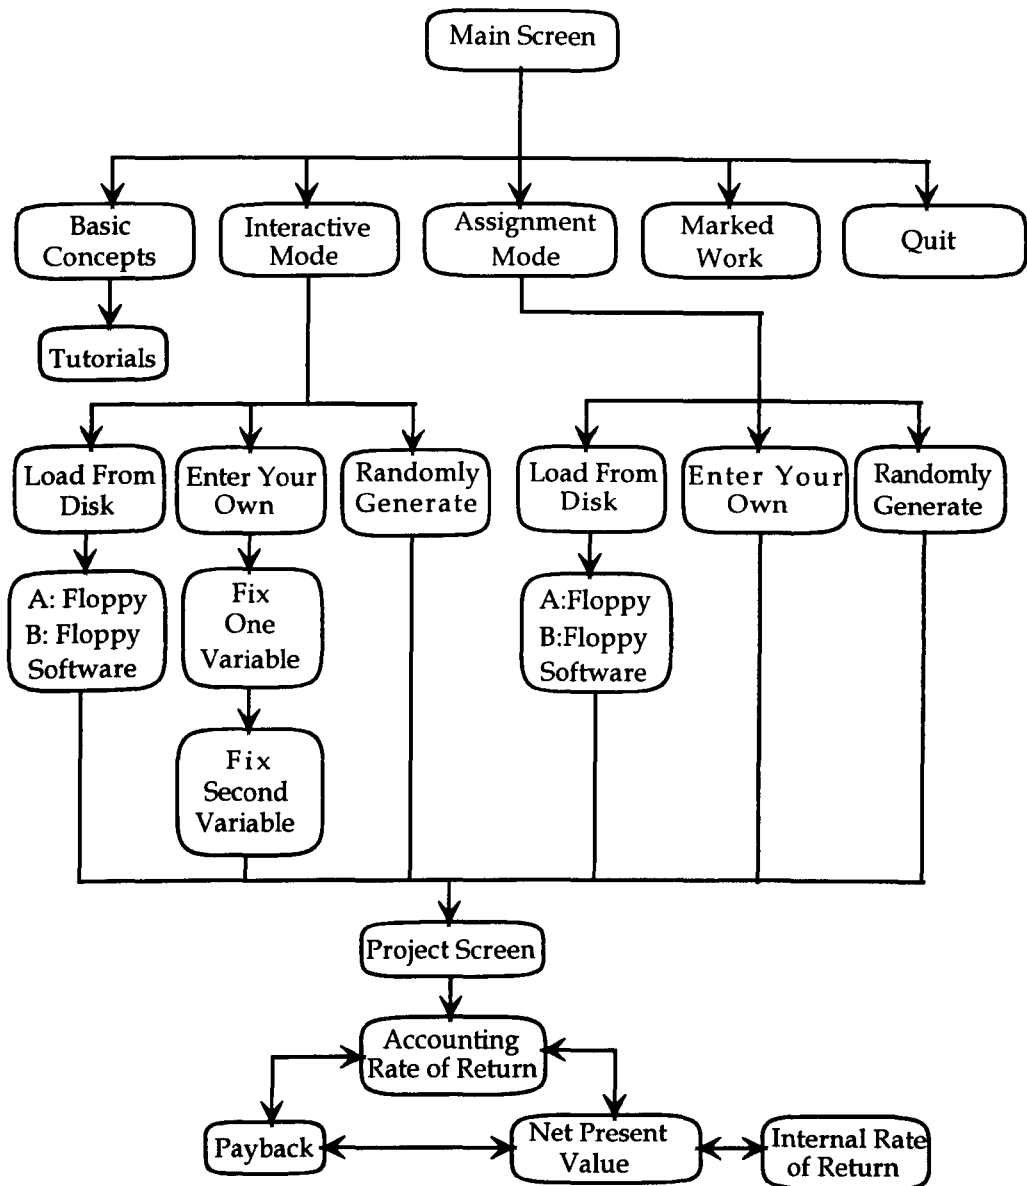 Main Screen
Basic
Concepts
Interactive
Mode
Assignment
Mode
Marked
Work
Quit
Tutorials
Load From
Disk
Enter Your
Own
Randomly
Generate
Load From
Disk
Enter Your
Own
Randomly
Generate
A: Floppy
B: Floppy
Software
Fix
One
Variable
A:Floppy
B:Floppy
Software
Fix
Second
Variable
Project Screen
Accounting
Rate of Return
Payback
Net Present
Value
Internal Rate
of Return